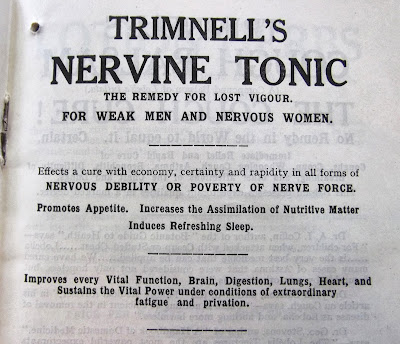 TRIMNELL'S
NERVINE TONIC
THE REMEDY FOR LOST VIGOUR.
FOR WEAK MEN AND NERVOUS WOMEN.
Effects a cure with economy, certainty and rapidity in all forms of
NERVOUS DEBILITY OR POVERTY OF NERVE FORCE.
Promotes Appetite. Increases the Assimilation of Nutritive Matter
Induces Refreshing Sleep.
Improves every Vital Function, Brain, Digestion, Lungs, Heart, and
Sustains the Vital Power under conditions of extraordinary
fatigue and privation.